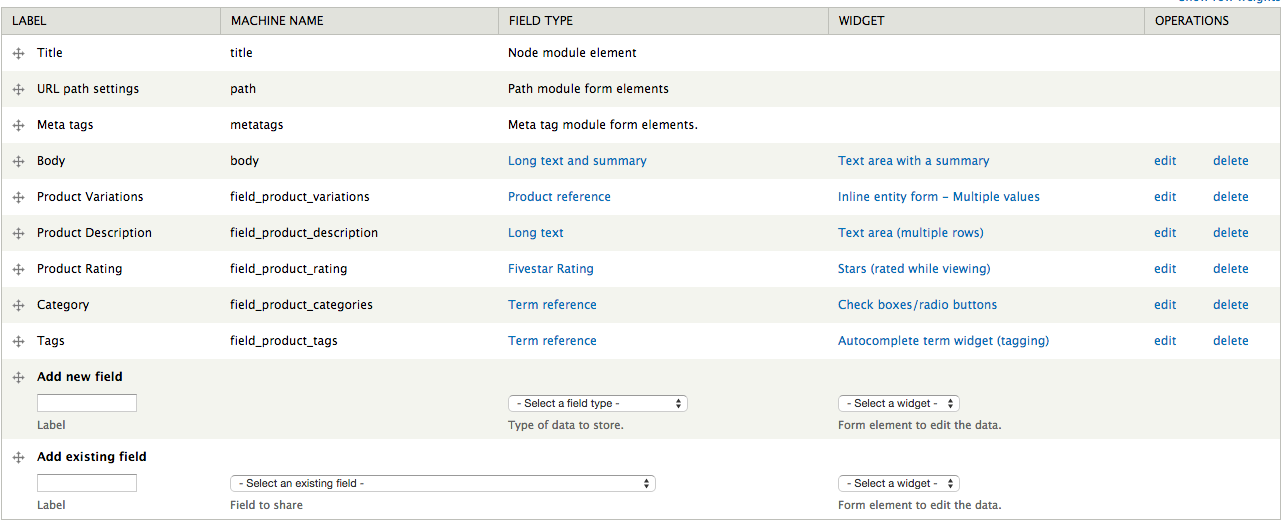 Show row weights
LABEL MACHINE NAME FIELD TYPE WIDGET OPERATIONS
Title title Node module element
URL path settings path Path module form elements
Meta tags metatags Meta tag module form elements.
Body body Long text and summary Text area with a summary edit delete
Product Variations field_product_variations Product reference Inline entity form – Multiple values edit delete
Product Description field_product_description Long text Text area (multiple rows) edit delete
Product Rating field_product_rating Fivestar Rating Stars (rated while viewing) edit delete
Category field_product_categories Term reference Check boxes/radio buttons edit delete
Tags field_product_tags Term reference Autocomplete term widget (tagging) edit delete
Add new field
- Select a field type - - Select a widget -
Label Type of data to store. Form element to edit the data.
Add existing field
- Select an existing field - - Select a widget -
Label Field to share Form element to edit the data.